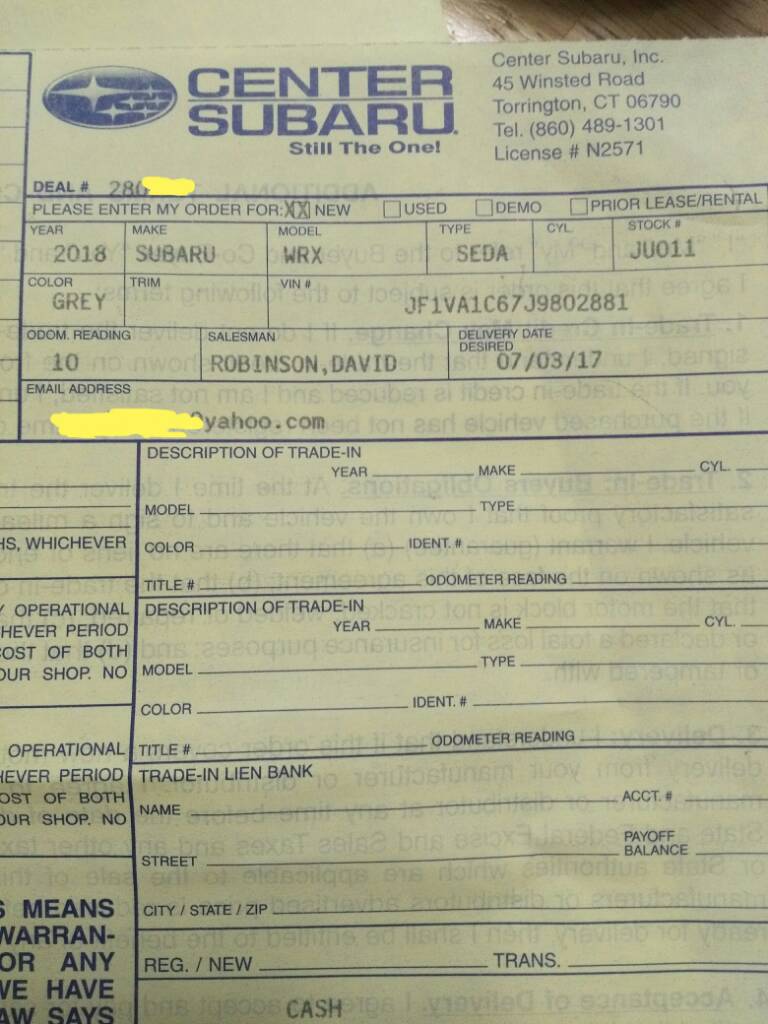 CENTER
SUBARU.
Still The One!
Center Subaru, Inc.
45 Winsted Road
Torrington, CT 06790
Tel. (860) 489-1301
License # N2571
DEAL # 280
PLEASE ENTER MY ORDER FOR: XX NEW USED DEMO PRIOR LEASE/RENTAL
YEAR MAKE MODEL TYPE CYL. STOCK #
2018 SUBARU WRX SEDA JU011
COLOR TRIM VIN #
GREY JF1VA1C67J9802881
ODOM. READING SALESMAN DELIVERY DATE DESIRED
10 ROBINSON,DAVID 07/03/17
EMAIL ADDRESS
@yahoo.com
DESCRIPTION OF TRADE-IN
YEAR MAKE CYL.
MODEL TYPE
HS, WHICHEVER
COLOR IDENT. #
TITLE # ODOMETER READING
Y OPERATIONAL
CHEVER PERIOD
COST OF BOTH
OUR SHOP. NO
DESCRIPTION OF TRADE-IN
YEAR MAKE CYL.
MODEL TYPE
COLOR IDENT. #
TITLE # ODOMETER READING
OPERATIONAL
HEVER PERIOD
OST OF BOTH
UR SHOP. NO
TRADE-IN LIEN BANK
NAME ACCT. #
STREET PAYOFF BALANCE
CITY / STATE / ZIP
REG. / NEW TRANS.
S MEANS
WARRAN-
OR ANY
WE HAVE
AW SAYS
CASH